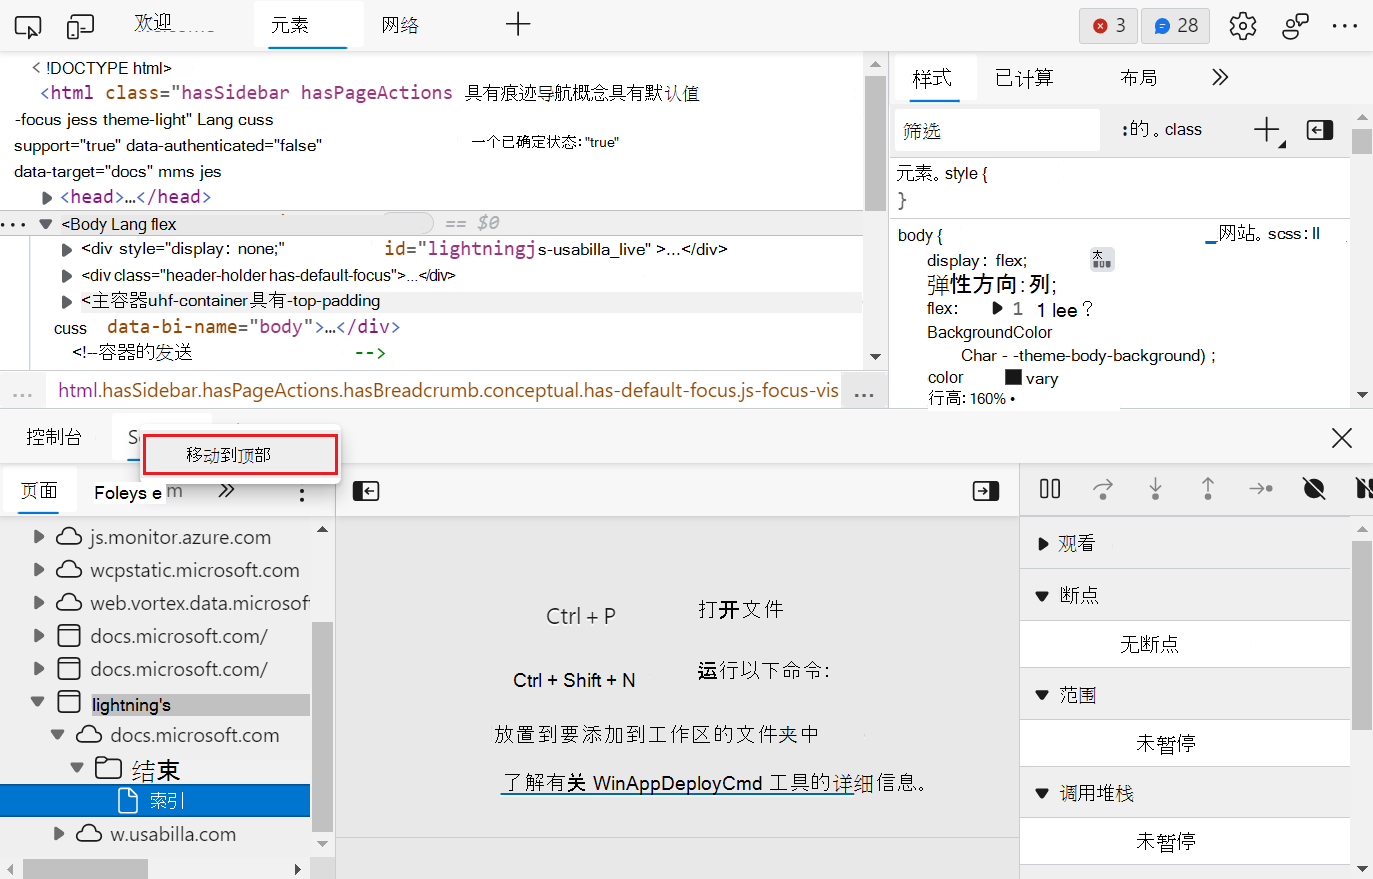 欢迎
元素
网络
3
28
<!DOCTYPE html>
<html class="hasSidebar hasPageActions 具有痕迹导航概念具有默认值
-focus jess theme-light" Lang cuss
support="true" data-authenticated="false"
一个已确定状态："true"
data-target="docs" mms jes
<head>…</head>
<Body Lang flex == $0
<div style="display：none;" id="lightningjs-usabilla_live" >...</div>
<div class="header-holder has-default-focus">...</div>
<主容器uhf-container具有-top-padding
cuss data-bi-name="body">…</div>
<!--容器的发送 -->
... html.hasSidebar.hasPageActions.hasBreadcrumb.conceptual.has-default-focus.js-focus-vis ...
样式
已计算
布局
筛选
:的。class
元素。style {
}
body {
_网站。scss：ll
display：flex;
弹性方向：列;
flex: 1 1 lee？
BackgroundColor
Char - -theme-body-background)；
color vary
行高：160% •
控制台
移动到顶部
页面
Foleys e m
js.monitor.azure.com
wcpstatic.microsoft.com
web.vortex.data.microsof
docs.microsoft.com/
docs.microsoft.com/
lightning's
docs.microsoft.com
结束
索引
w.usabilla.com
Ctrl + P 打开文件
Ctrl + Shift + N 运行以下命令:
放置到要添加到工作区的文件夹中
了解有关 WinAppDeployCmd 工具的详细信息。
观看
断点
无断点
范围
未暂停
调用堆栈
未暂停